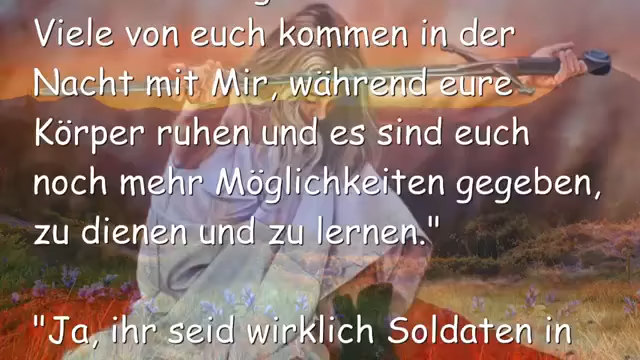 Viele von euch kommen in der
Nacht mit Mir, während eure
Körper ruhen und es sind euch
noch mehr Möglichkeiten gegeben,
zu dienen und zu lernen."
"Ja, ihr seid wirklich Soldaten in